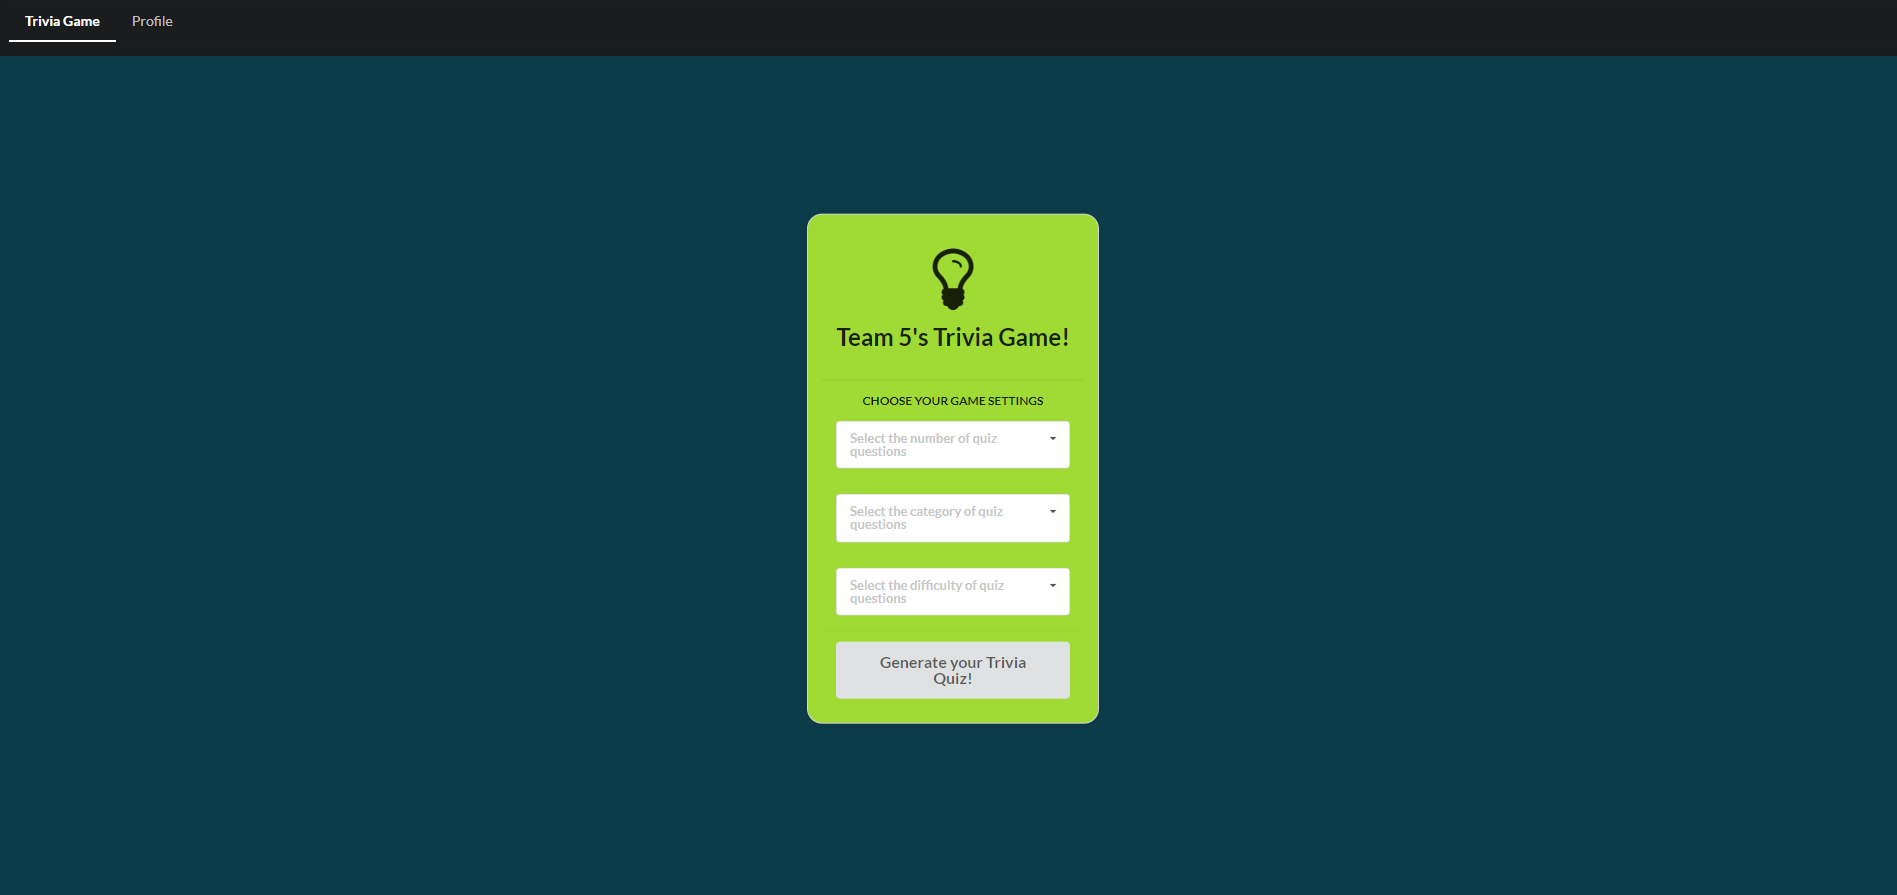 Trivia Game
Profile
Team 5's Trivia Game!
CHOOSE YOUR GAME SETTINGS
Select the number of quiz
questions
Select the category of quiz
questions
Select the difficulty of quiz
questions
Generate your Trivia
Quiz!